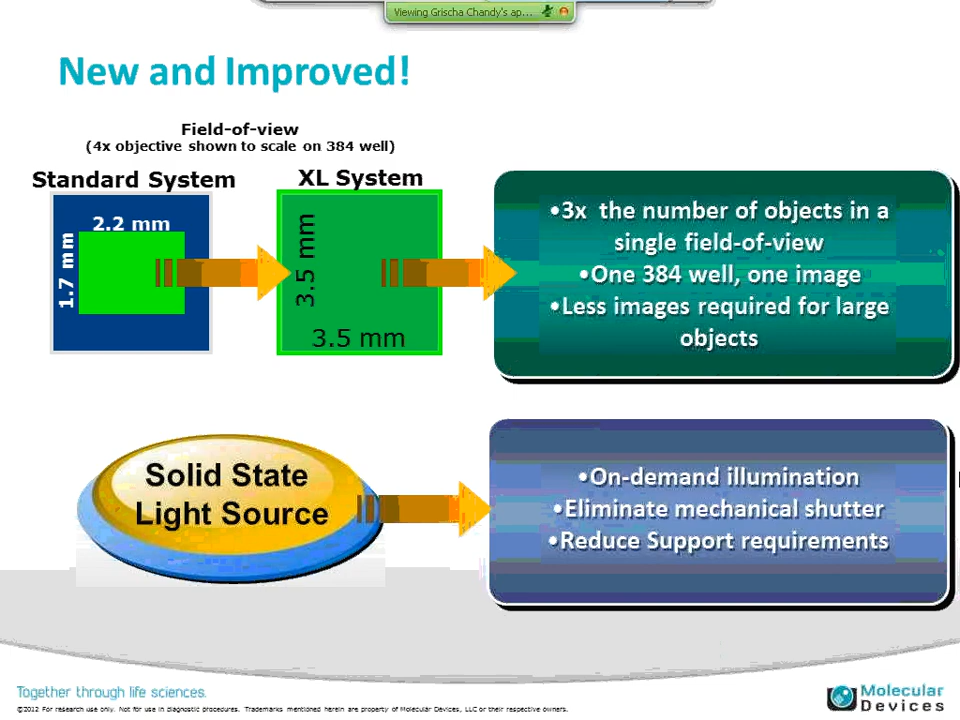 Viewing Grischa Chandy's ap...
New and Improved!
Field-of-view
(4x objective shown to scale on 384 well)
Standard System
XL System
2.2 mm
1.7 mm
3.5 mm
3.5 mm
•3x the number of objects in a
single field-of-view
•One 384 well, one image
•Less images required for large
objects
Solid State
Light Source
•On-demand illumination
•Eliminate mechanical shutter
•Reduce Support requirements
Together through life sciences.
©2012 For research use only. Not for use in diagnostic procedures. Trademarks mentioned herein are property of Molecular Devices, LLC or their respective owners.
Molecular
Devices